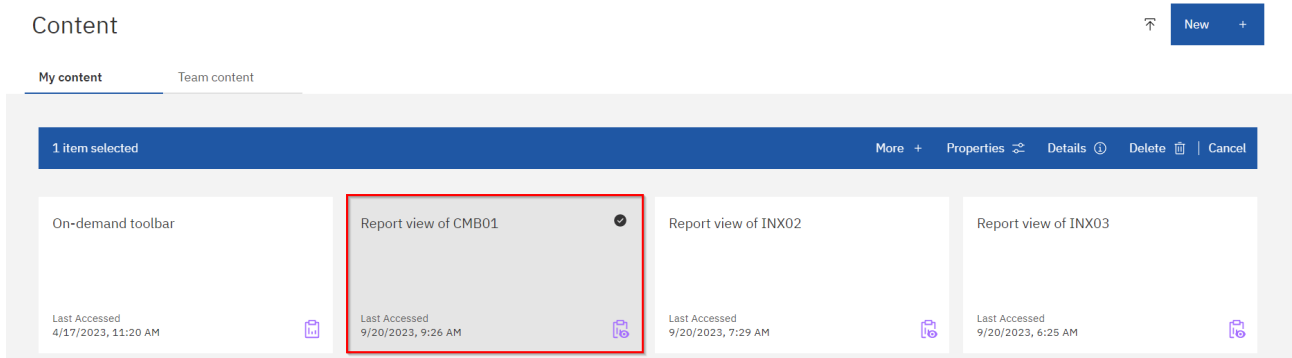 Content
New +
My content Team content
1 item selected More + Properties Details Delete | Cancel
On-demand toolbar Report view of CMB01 Report view of INX02 Report view of INX03
Last Accessed Last Accessed Last Accessed Last Accessed
4/17/2023, 11:20 AM 9/20/2023, 9:26 AM 9/20/2023, 7:29 AM 9/20/2023, 6:25 AM